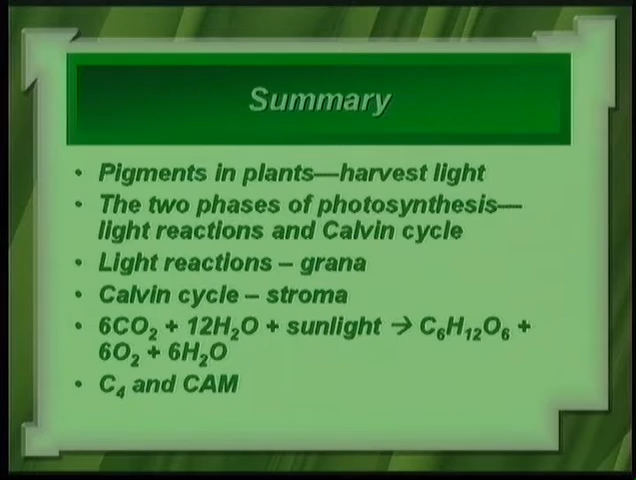 Summary
• Pigments in plants—harvest light
• The two phases of photosynthesis—
light reactions and Calvin cycle
• Light reactions – grana
• Calvin cycle – stroma
• 6CO₂ + 12H₂O + sunlight → C₆H₁₂O₆ +
6O₂ + 6H₂O
• C₄ and CAM